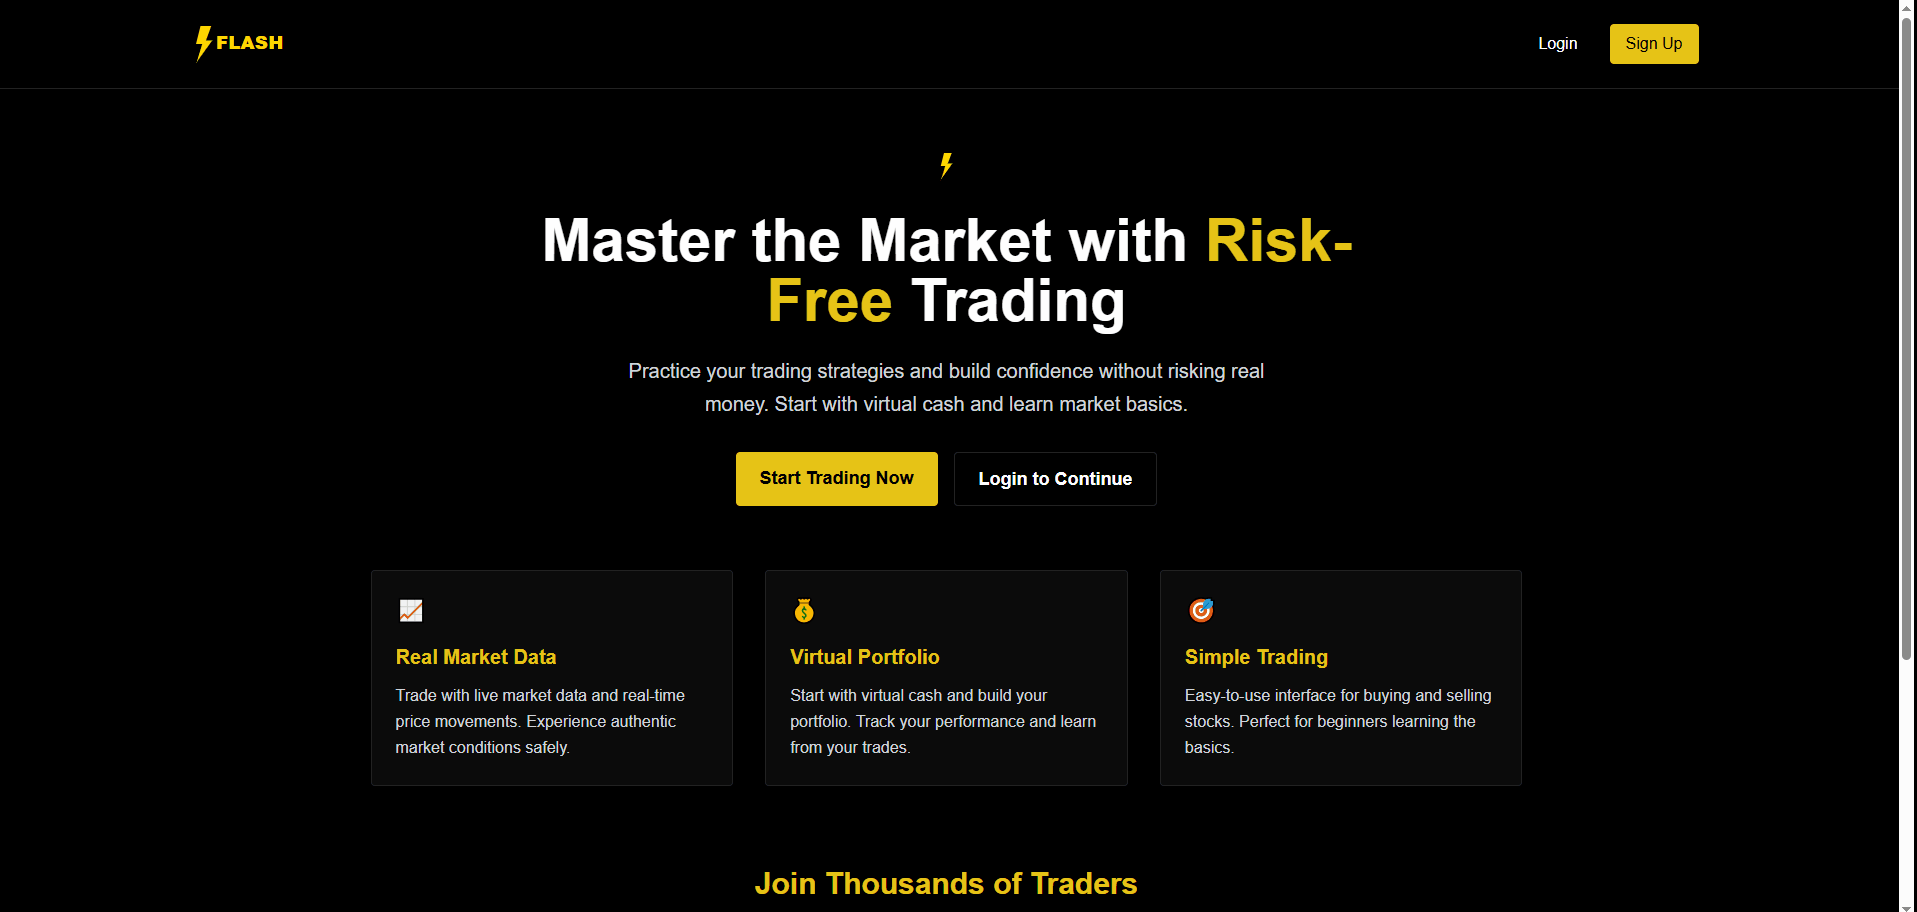 FLASH
Login
Sign Up
Master the Market with Risk-
Free Trading
Practice your trading strategies and build confidence without risking real
money. Start with virtual cash and learn market basics.
Start Trading Now
Login to Continue
Real Market Data
Trade with live market data and real-time
price movements. Experience authentic
market conditions safely.
Virtual Portfolio
Start with virtual cash and build your
portfolio. Track your performance and learn
from your trades.
Simple Trading
Easy-to-use interface for buying and selling
stocks. Perfect for beginners learning the
basics.
Join Thousands of Traders